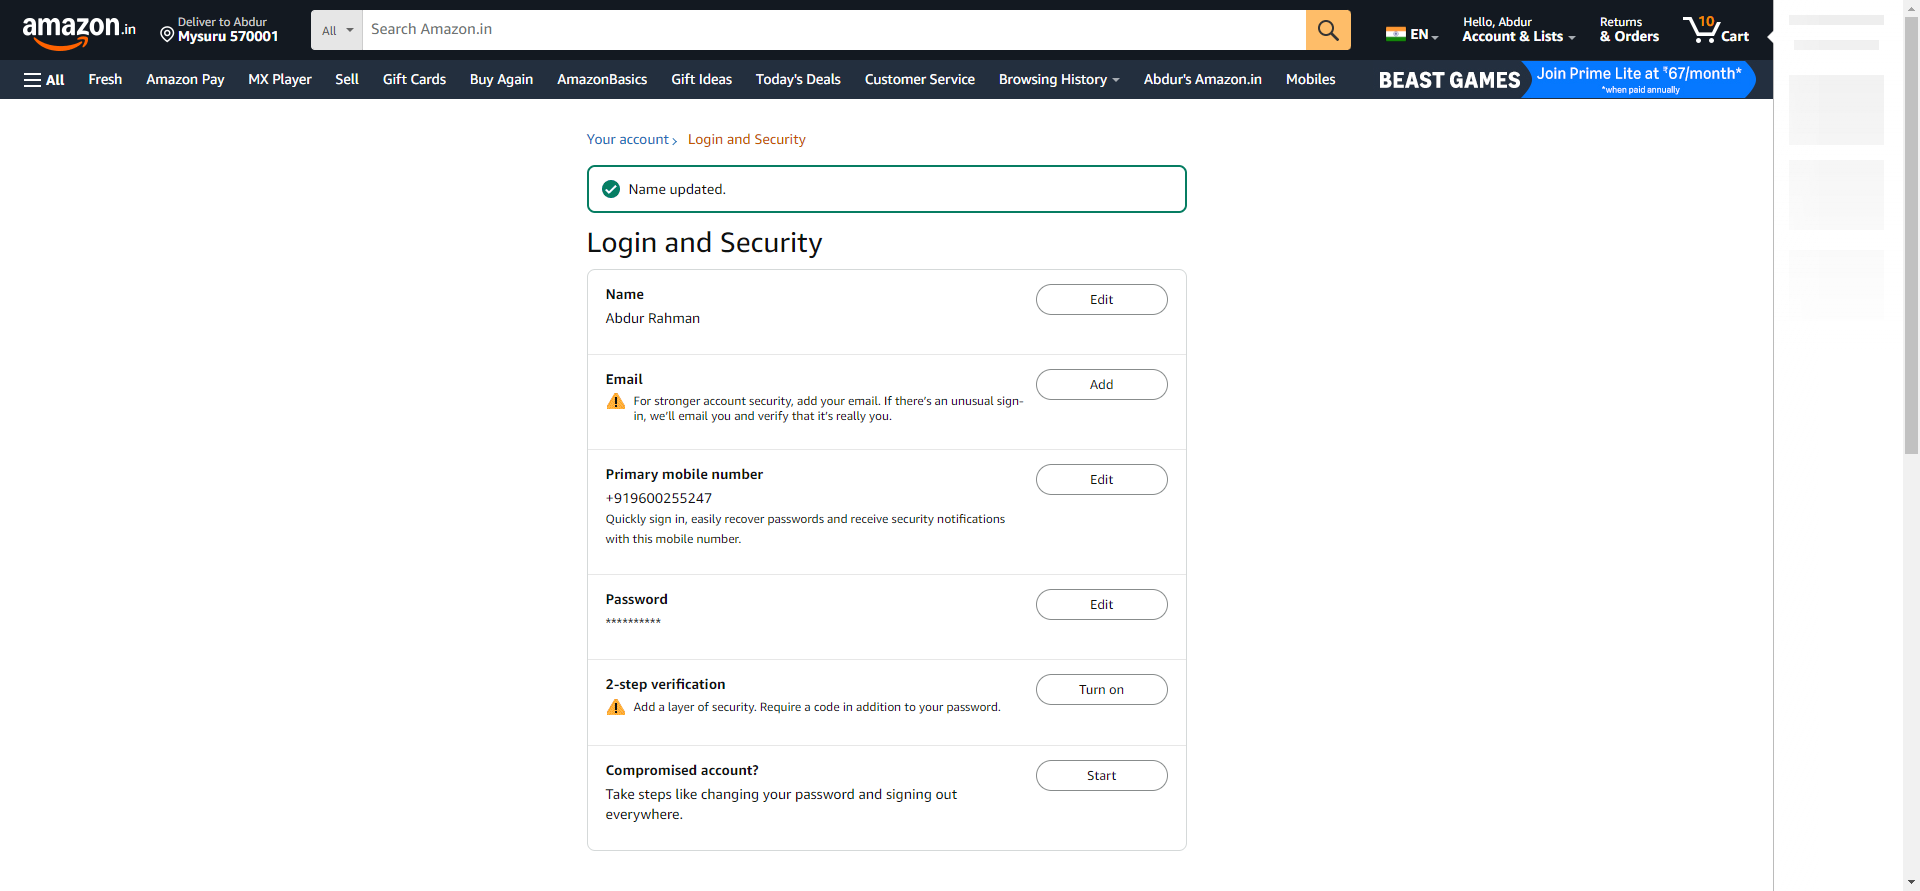 amazon.in
Deliver to Abdur
Mysuru 570001
All
Search Amazon.in
EN
Hello, Abdur
Account & Lists
Returns
& Orders
10
Cart
All
Fresh
Amazon Pay
MX Player
Sell
Gift Cards
Buy Again
AmazonBasics
Gift Ideas
Today's Deals
Customer Service
Browsing History
Abdur's Amazon.in
Mobiles
BEAST GAMES
Join Prime Lite at ₹67/month*
*when paid annually
Your account › Login and Security
Name updated.
Login and Security
Name
Abdur Rahman
Edit
Email
For stronger account security, add your email. If there's an unusual sign-
in, we'll email you and verify that it's really you.
Add
Primary mobile number
+919600255247
Quickly sign in, easily recover passwords and receive security notifications
with this mobile number.
Edit
Password
**********
Edit
2-step verification
Add a layer of security. Require a code in addition to your password.
Turn on
Compromised account?
Take steps like changing your password and signing out
everywhere.
Start